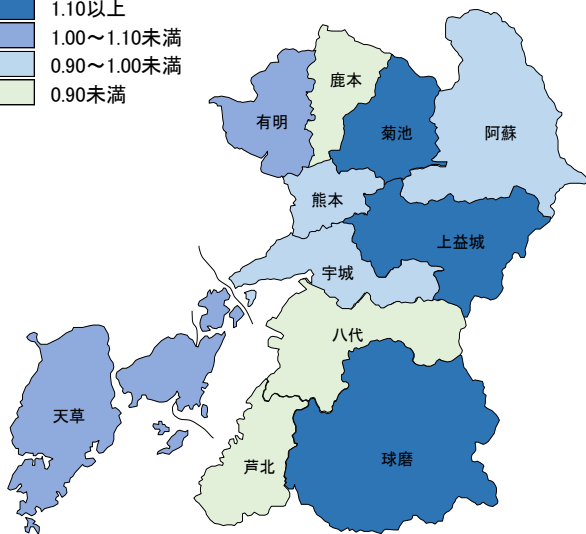 1.10以上
1.00～1.10未満
0.90～1.00未満
0.90未満
鹿本
有明
菊池
阿蘇
熊本
上益城
宇城
八代
天草
芦北
球磨